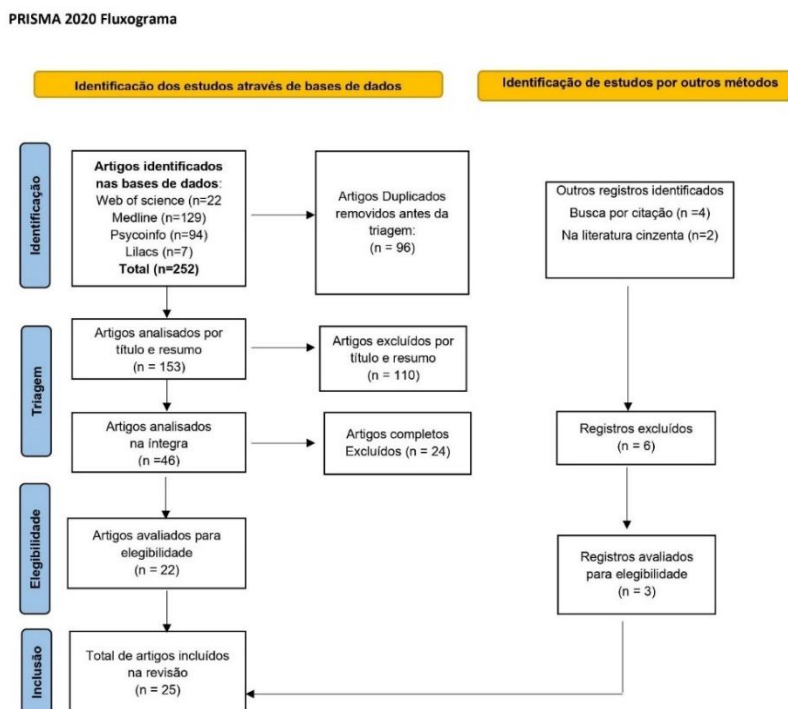 PRISMA 2020 Fluxograma
Identificacão dos estudos através de bases de dados
Identificação de estudos por outros métodos
Identificação
Artigos identificados
nas bases de dados:
Web of science (n=22
Medline (n=129)
Psycoinfo (n=94)
Lilacs (n=7)
Total (n=252)
Artigos Duplicados
removidos antes da
triagem:
(n = 96)
Outros registros identificados
Busca por citação (n =4)
Na literatura cinzenta (n=2)
Triagem
Artigos analisados por
título e resumo
(n = 153)
Artigos excluídos por
título e resumo
(n = 110)
Artigos analisados
na íntegra
(n =46)
Artigos completos
Excluídos (n = 24)
Registros excluídos
(n = 6)
Elegibilidade
Artigos avaliados para
elegibilidade
(n = 22)
Registros avaliados
para elegibilidade
(n = 3)
Inclusão
Total de artigos incluídos
na revisão
(n = 25)